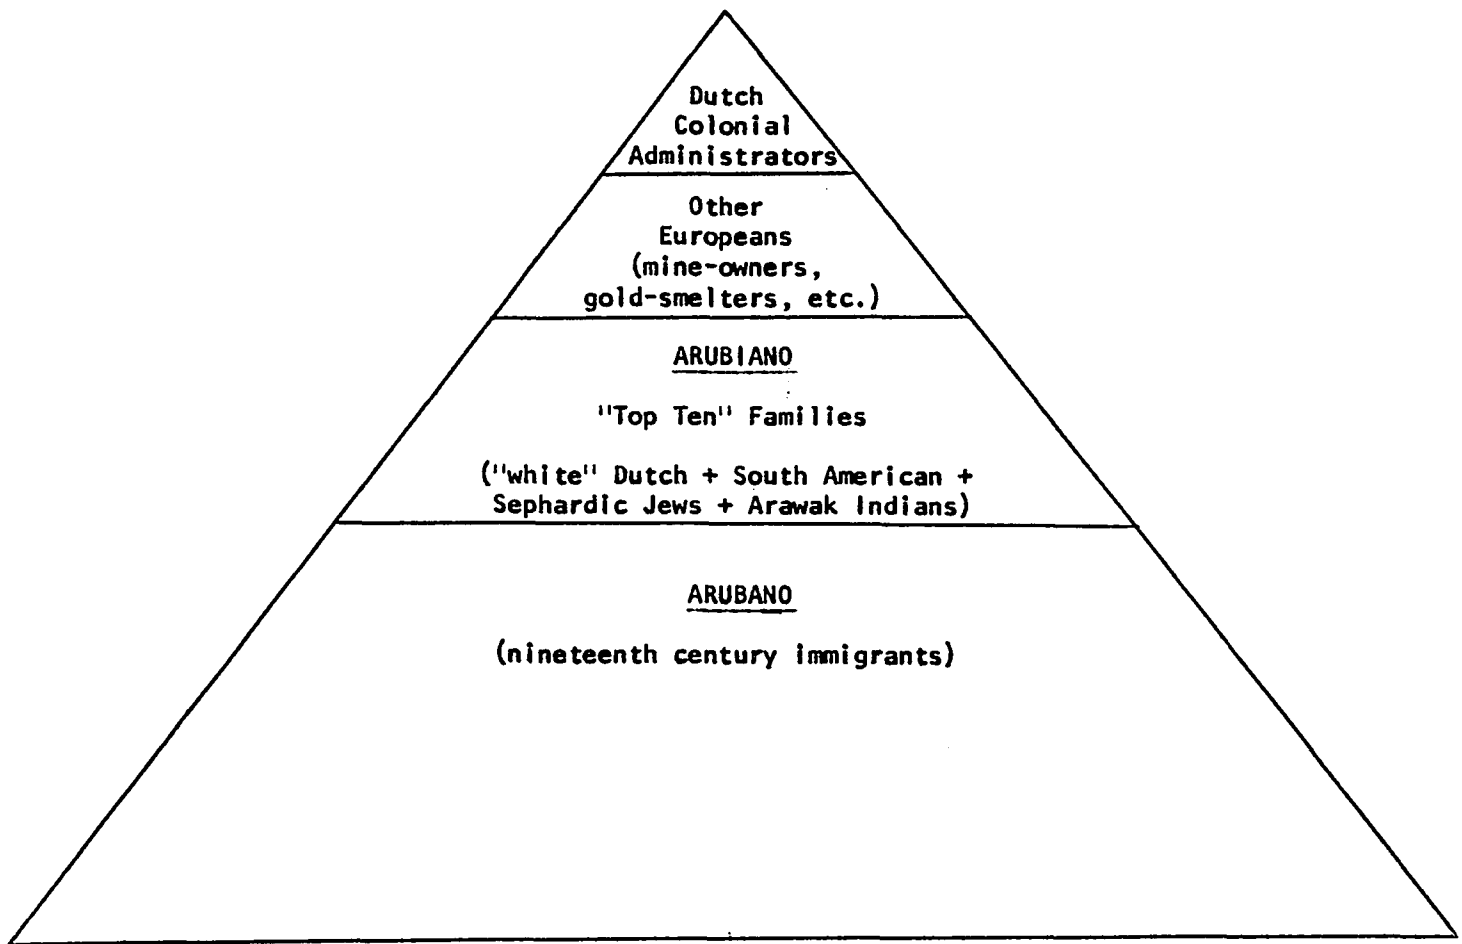 Dutch
Colonial
Administrators
Other
Europeans
(mine-owners,
gold-smelters, etc.)
ARUBIANO
"Top Ten" Families
("white" Dutch + South American +
Sephardic Jews + Arawak Indians)
ARUBANO
(nineteenth century immigrants)